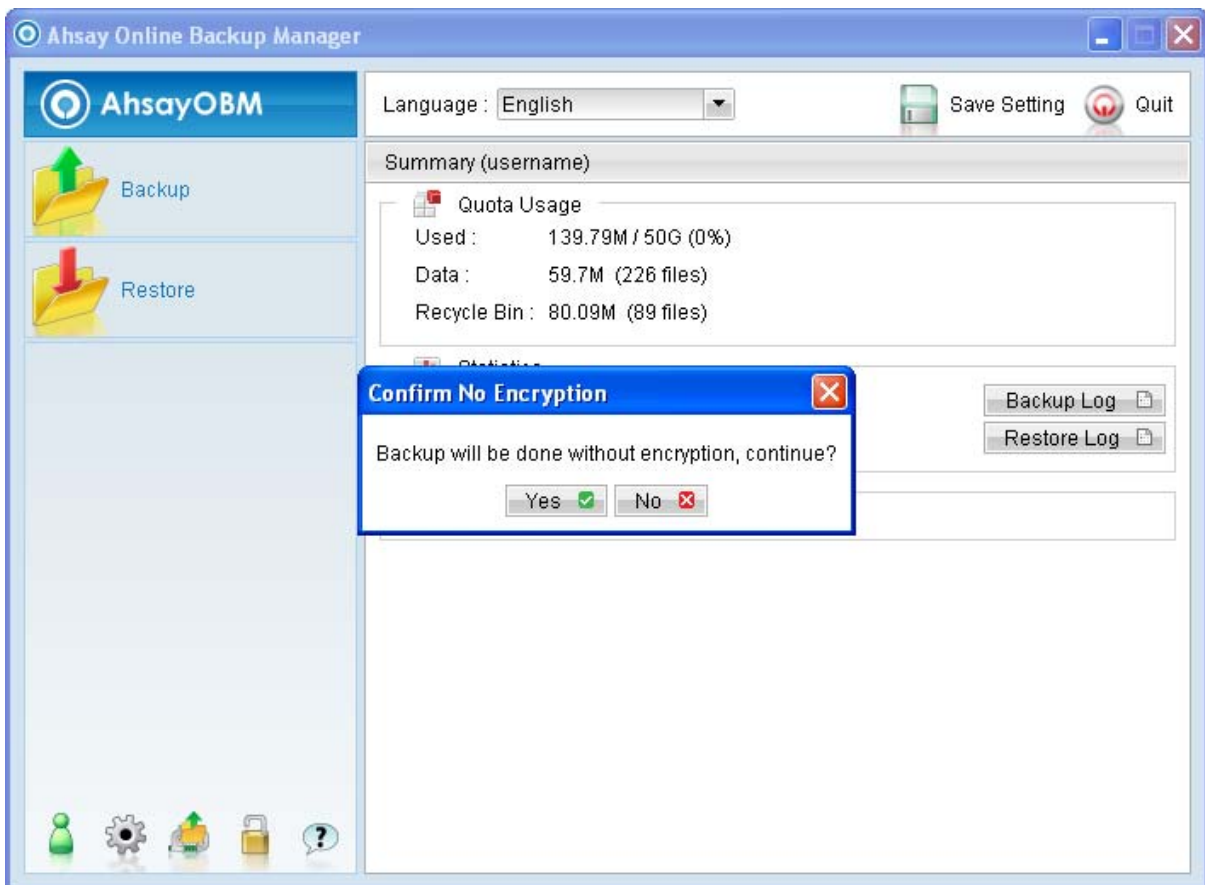 Ahsay Online Backup Manager
AhsayOBM
Language : English
Save Setting
Quit
Backup
Restore
Summary (username)
Quota Usage
Used : 139.79M / 50G (0%)
Data : 59.7M (226 files)
Recycle Bin : 80.09M (89 files)
Statistics
Backup Log
Restore Log
Confirm No Encryption
Backup will be done without encryption, continue?
Yes
No
?